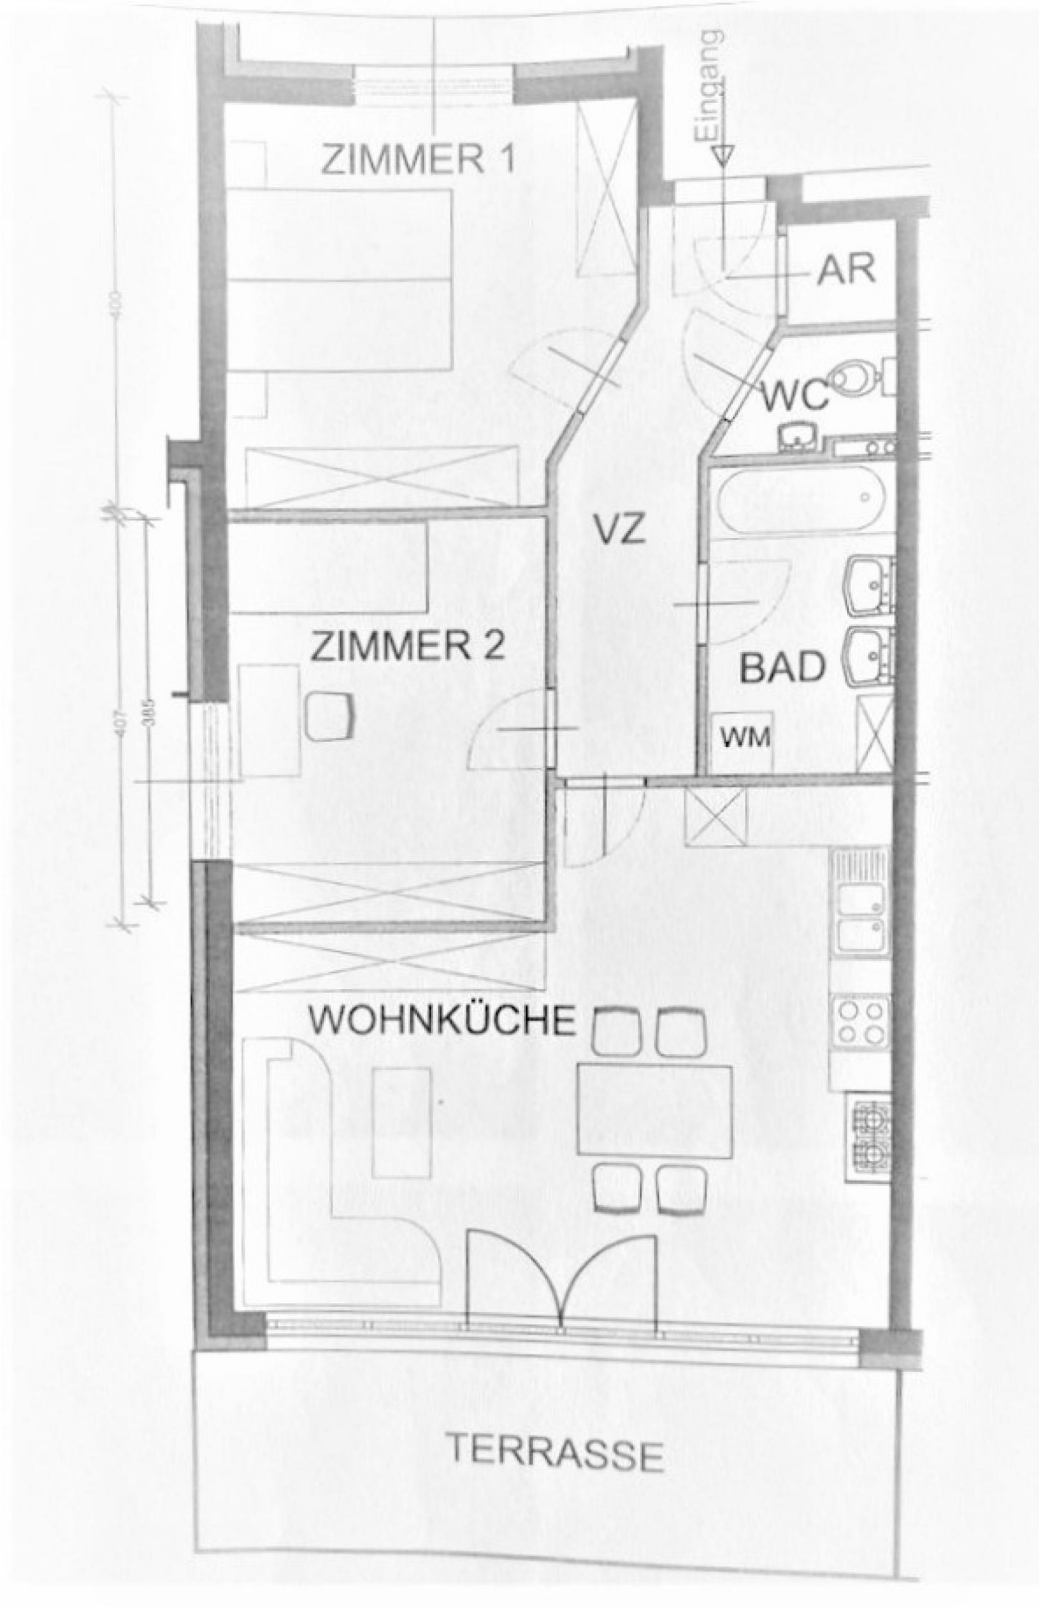 Eingang
ZIMMER 1
AR
400
WC
VZ
ZIMMER 2
BAD
407
385
WM
WOHNKÜCHE
TERRASSE